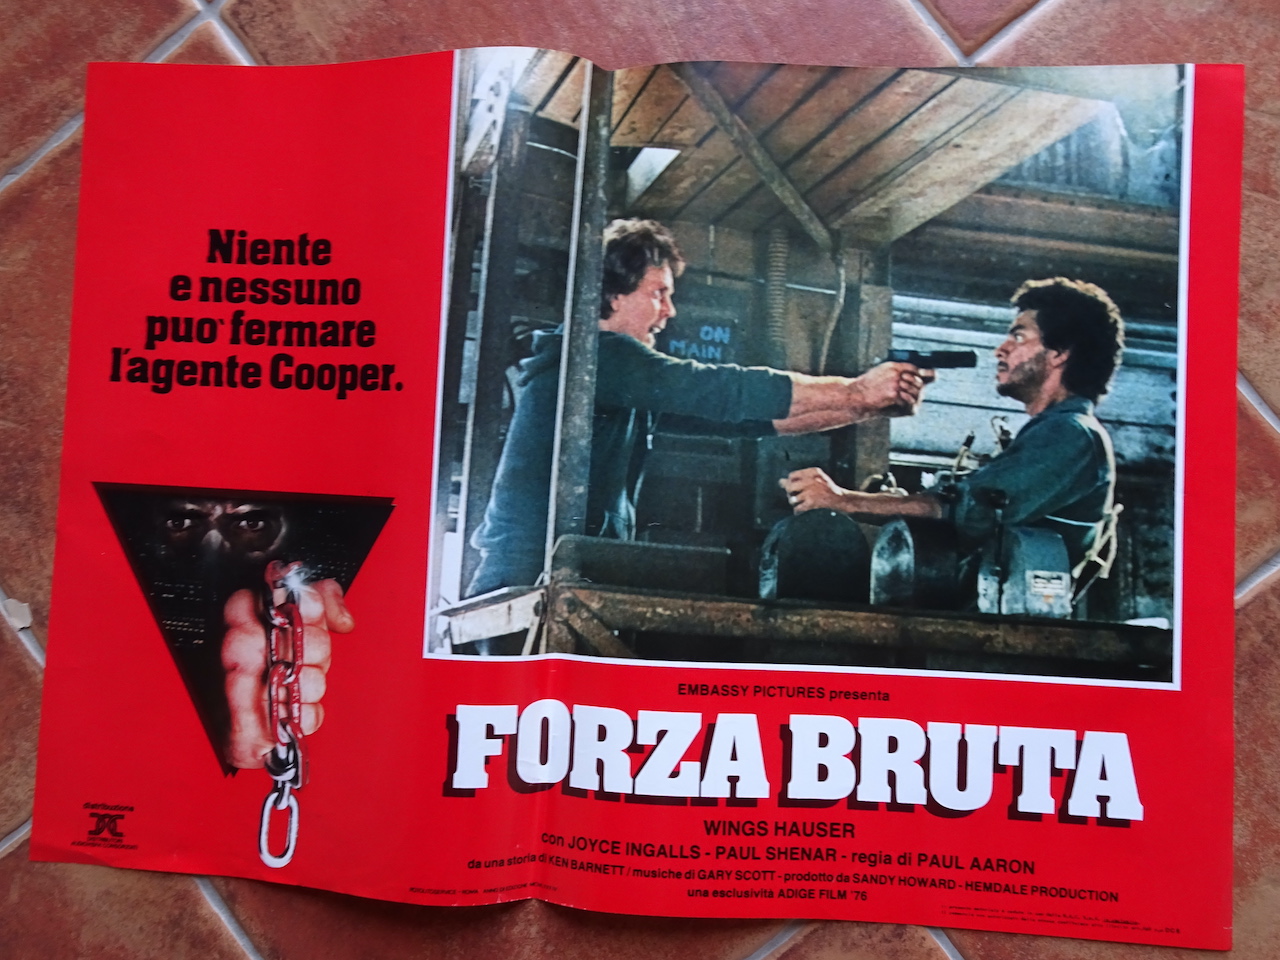 Niente
e nessuno
puo' fermare
l'agente Cooper.
ON
MAIN
EMBASSY PICTURES presenta
FORZA BRUTA
WINGS HAUSER
con JOYCE INGALLS - PAUL SHENAR - regia di PAUL AARON
da una storia di KEN BARNETT / musiche di GARY SCOTT - prodotto da SANDY HOWARD - HEMDALE PRODUCTION
una esclusività ADIGE FILM '76
distribuzione
DAC